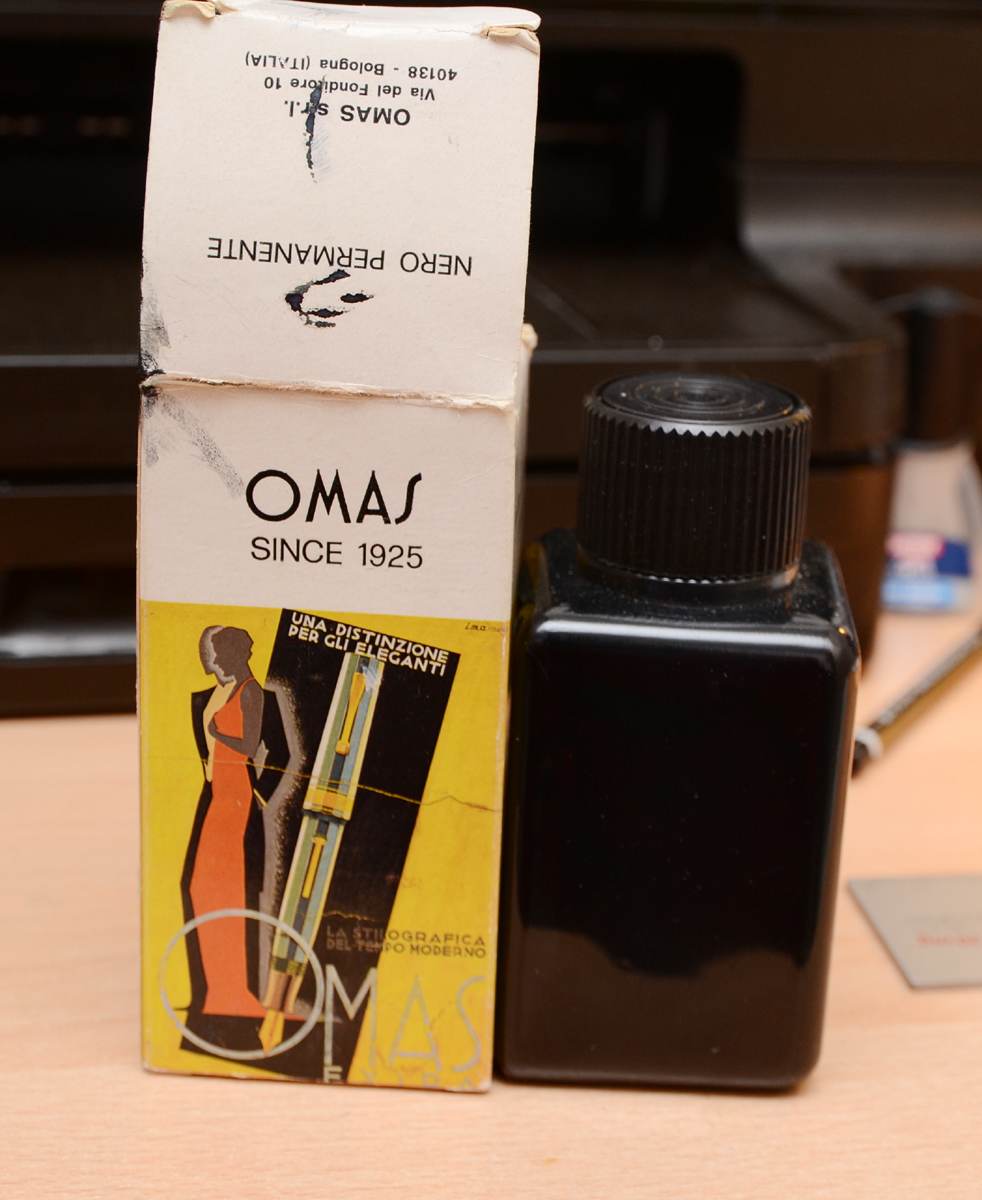 OMAS s.r.l.
Via del Fonditore 10
40138 - Bologna (ITALIA)
NERO PERMANENTE
OMAS
SINCE 1925
UNA DISTINZIONE
PER GLI ELEGANTI
LA STILOGRAFICA
DEL TEMPO MODERNO
OMAS
EXTRA